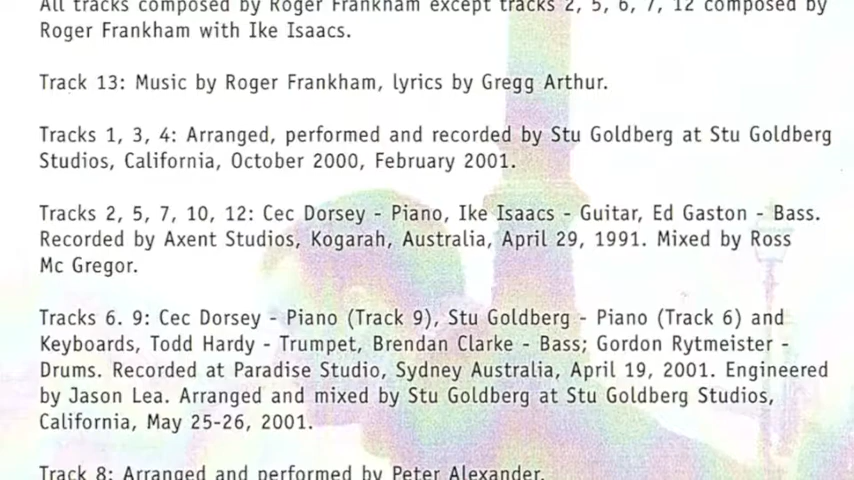 All tracks composed by Roger Frankham except tracks 2, 5, 6, 7, 12 composed by
Roger Frankham with Ike Isaacs.
Track 13: Music by Roger Frankham, lyrics by Gregg Arthur.
Tracks 1, 3, 4: Arranged, performed and recorded by Stu Goldberg at Stu Goldberg
Studios, California, October 2000, February 2001.
Tracks 2, 5, 7, 10, 12: Cec Dorsey - Piano, Ike Isaacs - Guitar, Ed Gaston - Bass.
Recorded by Axent Studios, Kogarah, Australia, April 29, 1991. Mixed by Ross
Mc Gregor.
Tracks 6. 9: Cec Dorsey - Piano (Track 9), Stu Goldberg - Piano (Track 6) and
Keyboards, Todd Hardy - Trumpet, Brendan Clarke - Bass; Gordon Rytmeister -
Drums. Recorded at Paradise Studio, Sydney Australia, April 19, 2001. Engineered
by Jason Lea. Arranged and mixed by Stu Goldberg at Stu Goldberg Studios,
California, May 25-26, 2001.
Track 8: Arranged and performed by Peter Alexander.